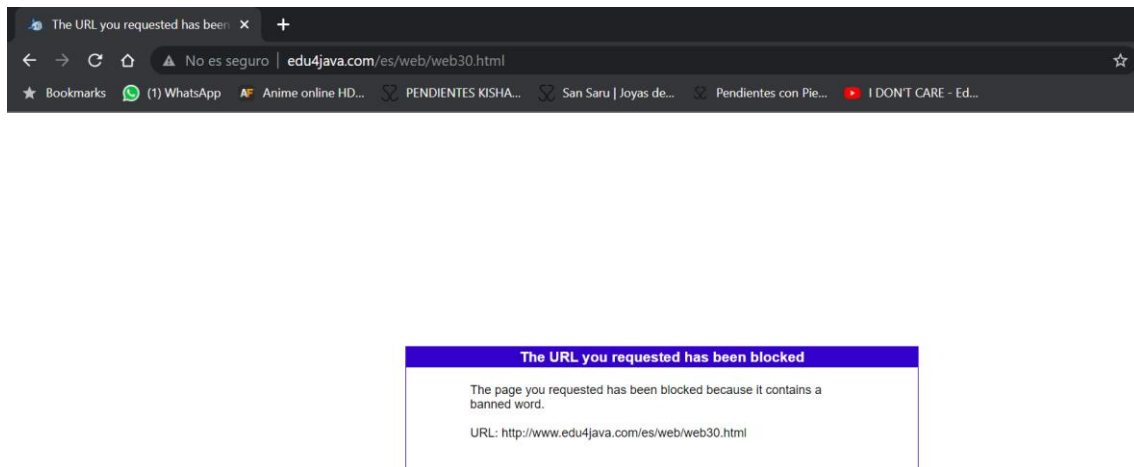 The URL you requested has been
No es seguro | edu4java.com/es/web/web30.html
Bookmarks (1) WhatsApp AF Anime online HD... PENDIENTES KISHA... San Saru | Joyas de... Pendientes con Pie... I DON'T CARE - Ed...
The URL you requested has been blocked
The page you requested has been blocked because it contains a
banned word.
URL: http://www.edu4java.com/es/web/web30.html